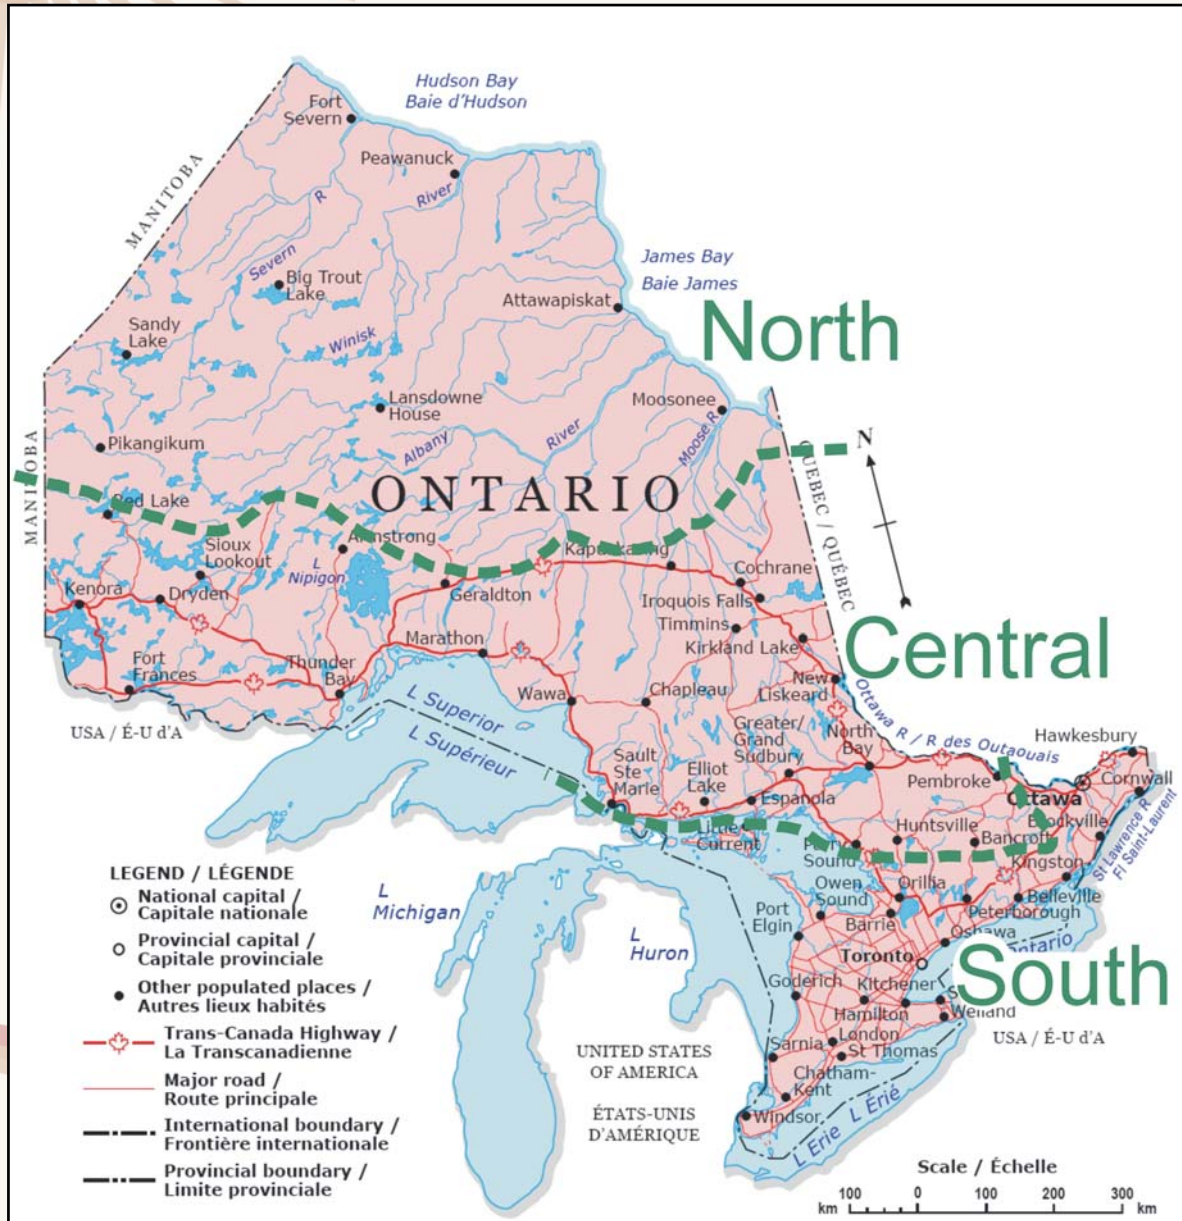 Hudson Bay
Baie d'Hudson
Fort
Severn
Peawanuck
MANITOBA
R
River
Severn
James Bay
Baie James
Big Trout
Lake
Attawapiskat
North
Sandy
Lake
Winisk
Lansdowne
House
Moosonee
Pikangikum
Albany
River
Moose R
N
MANITOBA
ONTARIO
QUEBEC / QUÉBEC
Red Lake
Sioux
Lookout
Armstrong
Kapuskasing
L
Nipigon
Cochrane
Kenora
Dryden
Geraldton
Iroquois Falls
Timmins
Marathon
Kirkland Lake
Central
Fort
Frances
Thunder
Bay
Wawa
Chapleau
New
Liskeard
L Superior
L Supérieur
USA / É-U d'A
Greater/
Grand
Sudbury
North
Bay
Ottawa R / R des Outaouais
Hawkesbury
Sault
Ste
Marie
Elliot
Lake
Espanola
Pembroke
Ottawa
Cornwall
Little
Current
Parry
Sound
Huntsville
Bancroft
Brockville
Kingston
St Lawrence R
Fl Saint-Laurent
Owen
Sound
Orillia
Belleville
Port
Elgin
Barrie
Peterborough
Oshawa
Toronto
Ontario
L
Michigan
L
Huron
Goderich
Kitchener
South
Hamilton
Welland
London
Sarnia
St Thomas
USA / É-U d'A
UNITED STATES
OF AMERICA
Chatham-
Kent
ÉTATS-UNIS
D'AMÉRIQUE
Windsor
L Erie L Érié
LEGEND / LÉGENDE
National capital /
Capitale nationale
Provincial capital /
Capitale provinciale
Other populated places /
Autres lieux habités
Trans-Canada Highway /
La Transcanadienne
Major road /
Route principale
International boundary /
Frontière internationale
Provincial boundary /
Limite provinciale
Scale / Échelle
100 0 100 200 300
km km